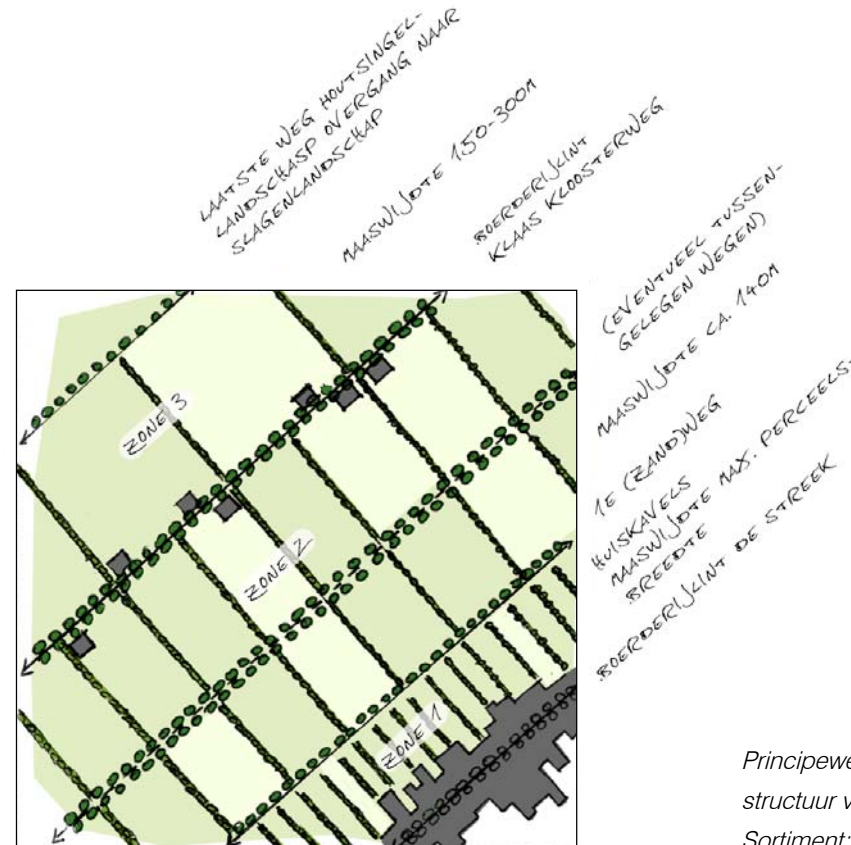 LAATSTE WEG HOUTSINGEL-
LANDSCHASP OVERGANG NAAR
SLAGENLANDSCHAP
MAASWIJDTE 150-300M
BOERDERIJLINT
KLAAS KLOOSTERWEG
(EVENTUEEL TUSSEN-
GELEGEN WEGEN)
MAASWIJDTE CA. 140M
1E (ZAND)WEG
HUISKAVELS
MAASWIJDTE MAX. PERCEELS-
BREEDTE
BOERDERIJLINT DE STREEK
ZONE 3
ZONE 2
ZONE 1
Principewe
structuur v
Sortiment: